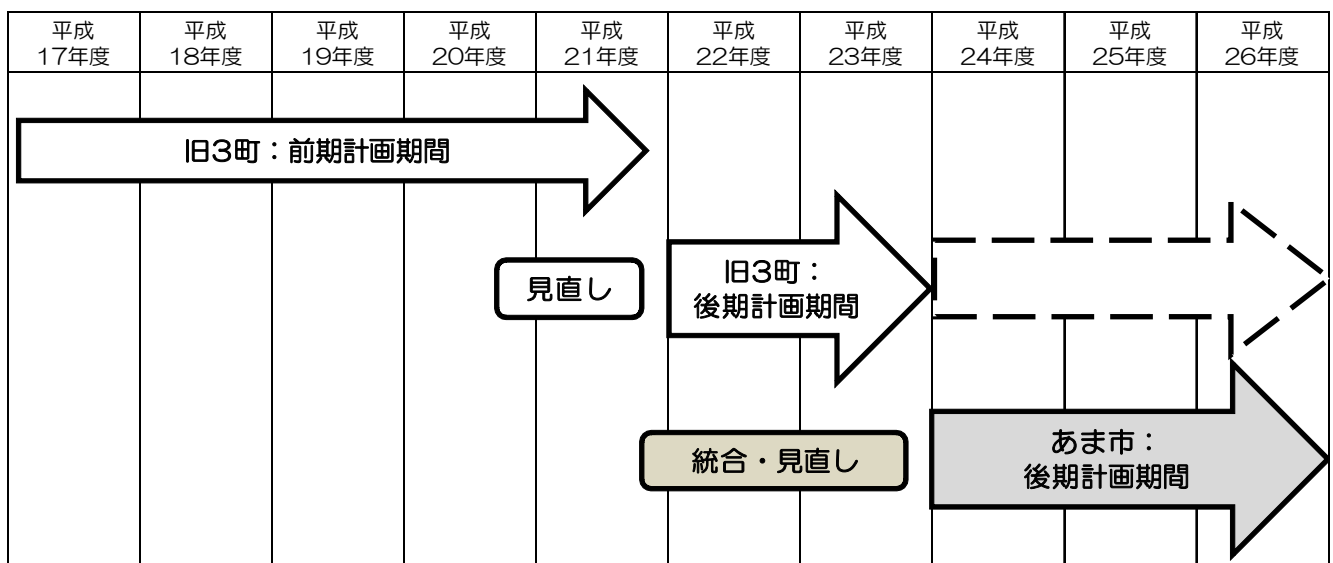 平成
17年度
平成
18年度
平成
19年度
平成
20年度
平成
21年度
平成
22年度
平成
23年度
平成
24年度
平成
25年度
平成
26年度
旧3町：前期計画期間
見直し
旧3町：
後期計画期間
統合・見直し
あま市：
後期計画期間